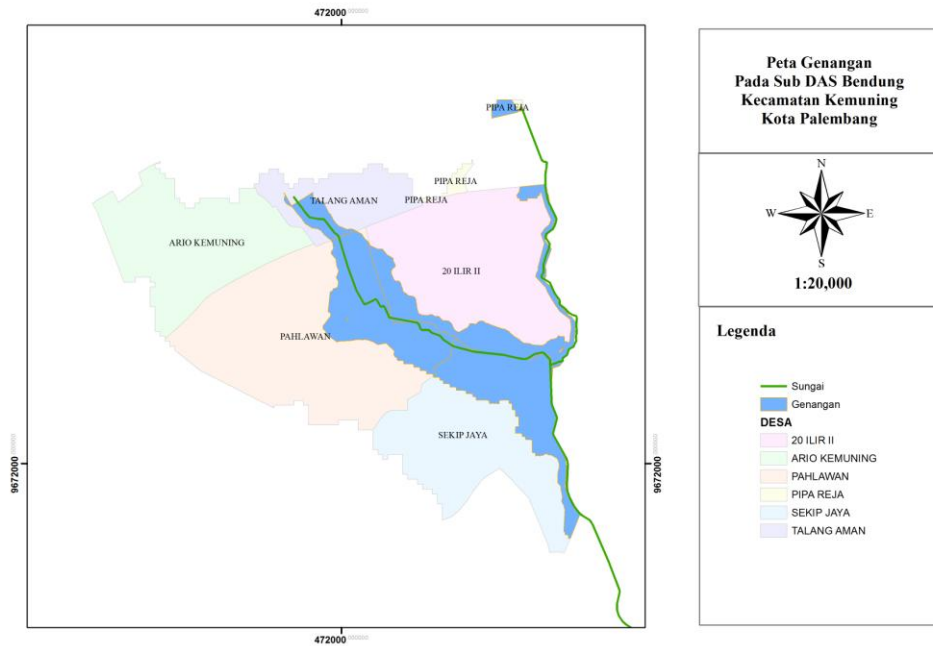 472000
PIPA REJA
PIPA REJA
TALANG AMAN
PIPA REJA
ARIO KEMUNING
20 ILIR II
PAHLAWAN
SEKIP JAYA
9672000
9672000
472000
Peta Genangan
Pada Sub DAS Bendung
Kecamatan Kemuning
Kota Palembang
N
W E
S
1:20,000
Legenda
Sungai
Genangan
DESA
20 ILIR II
ARIO KEMUNING
PAHLAWAN
PIPA REJA
SEKIP JAYA
TALANG AMAN